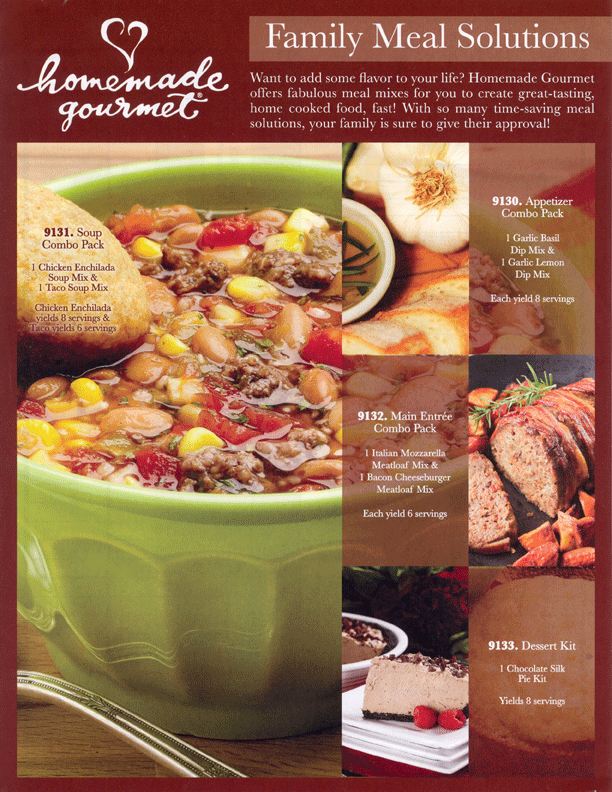 homemade
gourmet®
Family Meal Solutions
Want to add some flavor to your life? Homemade Gourmet
offers fabulous meal mixes for you to create great-tasting,
home cooked food, fast! With so many time-saving meal
solutions, your family is sure to give their approval!
9131. Soup
Combo Pack
1 Chicken Enchilada
Soup Mix &
1 Taco Soup Mix
Chicken Enchilada
yields 8 servings &
Taco yields 6 servings
9130. Appetizer
Combo Pack
1 Garlic Basil
Dip Mix &
1 Garlic Lemon
Dip Mix
Each yield 8 servings
9132. Main Entrée
Combo Pack
1 Italian Mozzarella
Meatloaf Mix &
1 Bacon Cheeseburger
Meatloaf Mix
Each yield 6 servings
9133. Dessert Kit
1 Chocolate Silk
Pie Kit
Yields 8 servings